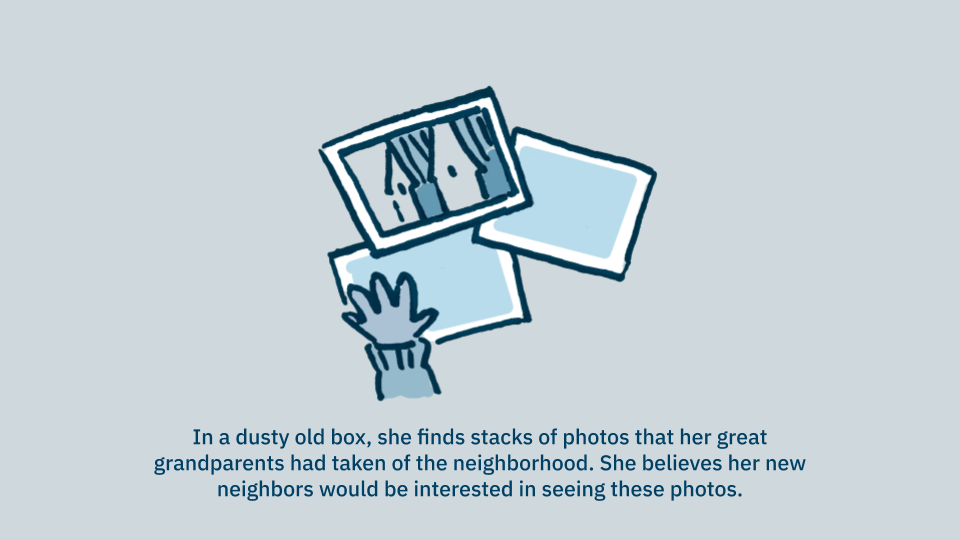 In a dusty old box, she finds stacks of photos that her great
grandparents had taken of the neighborhood. She believes her new
neighbors would be interested in seeing these photos.